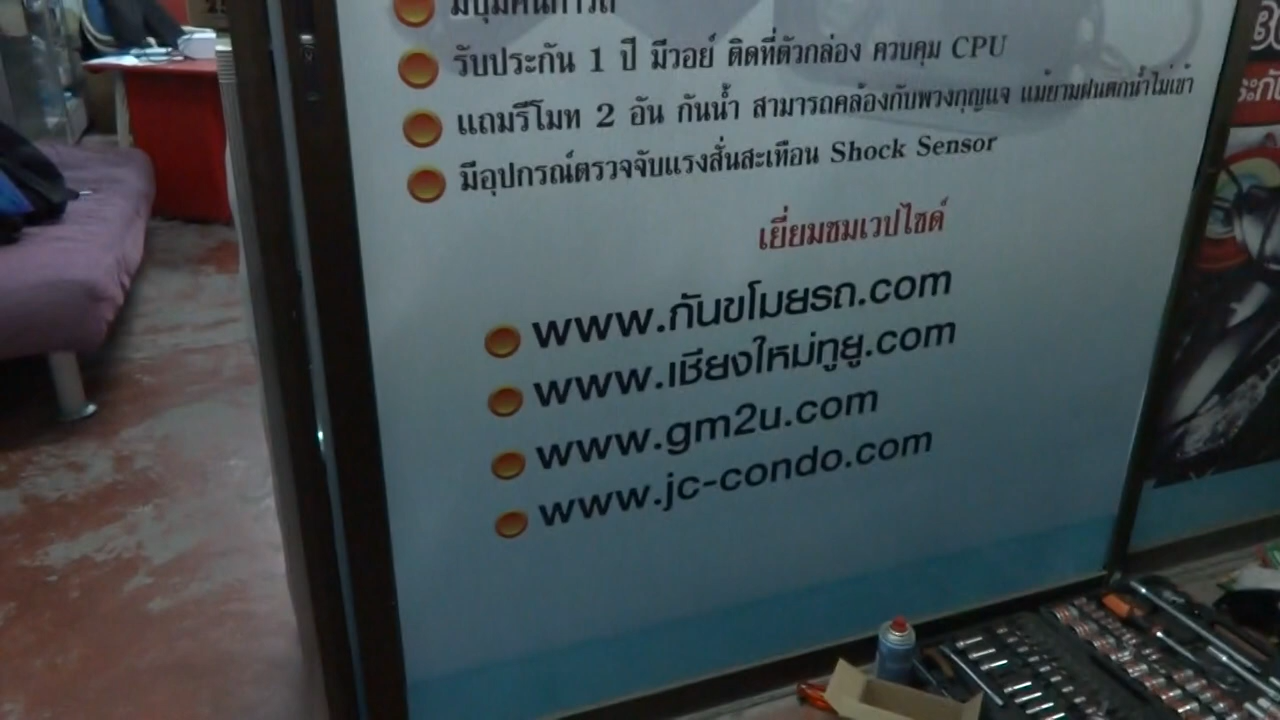 รับประกัน 1 ปี มีวอย์ ติดที่ตัวกล่อง ควบคุม CPU
แถมรีโมท 2 อัน กันน้ำ สามารถคล้องกับพวงกุญแจ แม้ยามฝนตกน้ำไม่เข้า
มีอุปกรณ์ตรวจจับแรงสั่นสะเทือน Shock Sensor
เยี่ยมชมเวปไซด์
www.กันขโมยรถ.com
www.เชียงใหม่ทูยู.com
www.gm2u.com
www.jc-condo.com